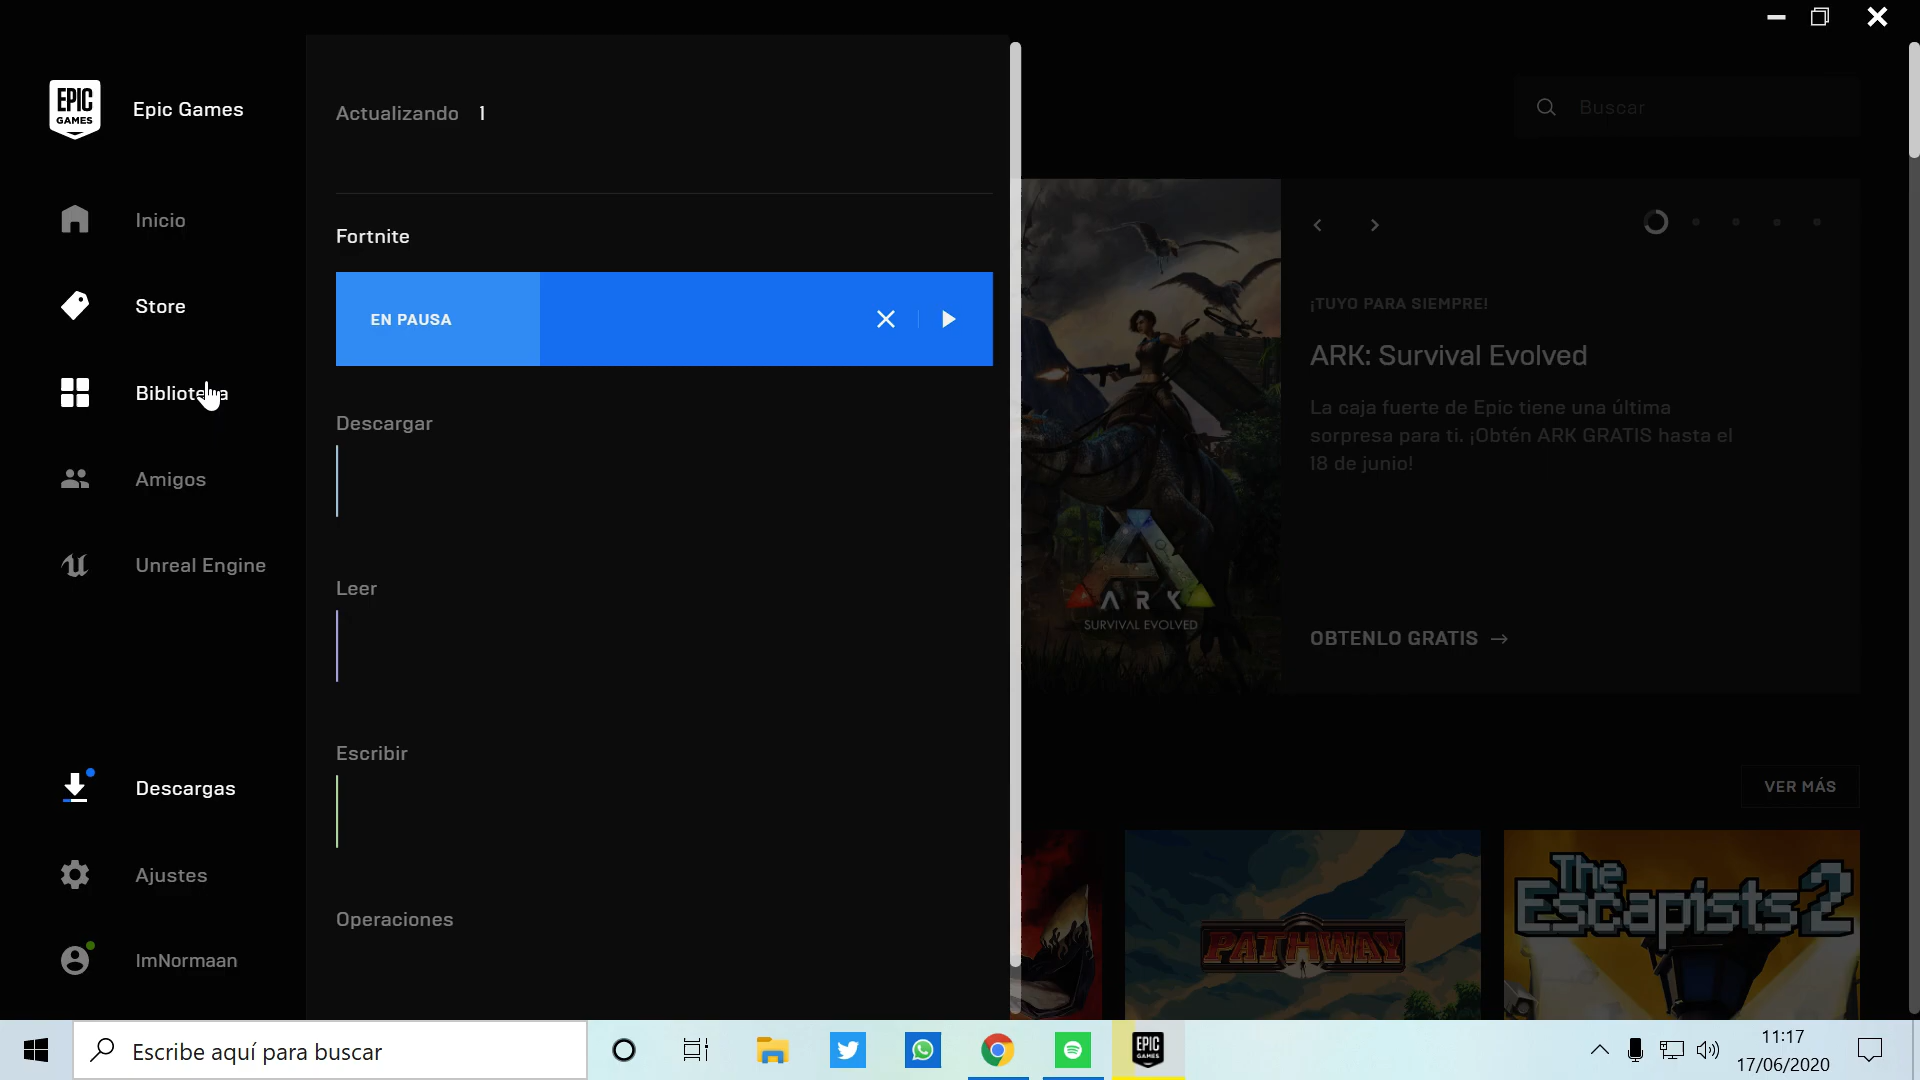 EPIC
GAMES
Epic Games
Inicio
Store
Biblioteca
Amigos
Unreal Engine
Descargas
Ajustes
ImNormaan
Actualizando 1
Fortnite
EN PAUSA
Descargar
Leer
Escribir
Operaciones
Buscar
¡TUYO PARA SIEMPRE!
ARK: Survival Evolved
La caja fuerte de Epic tiene una última
sorpresa para ti. ¡Obtén ARK GRATIS hasta el
18 de junio!
OBTENLO GRATIS →
ARK
SURVIVAL EVOLVED
VER MÁS
PATHWAY
The
Escapists 2
Escribe aquí para buscar
EPIC
GAMES
11:17
17/06/2020